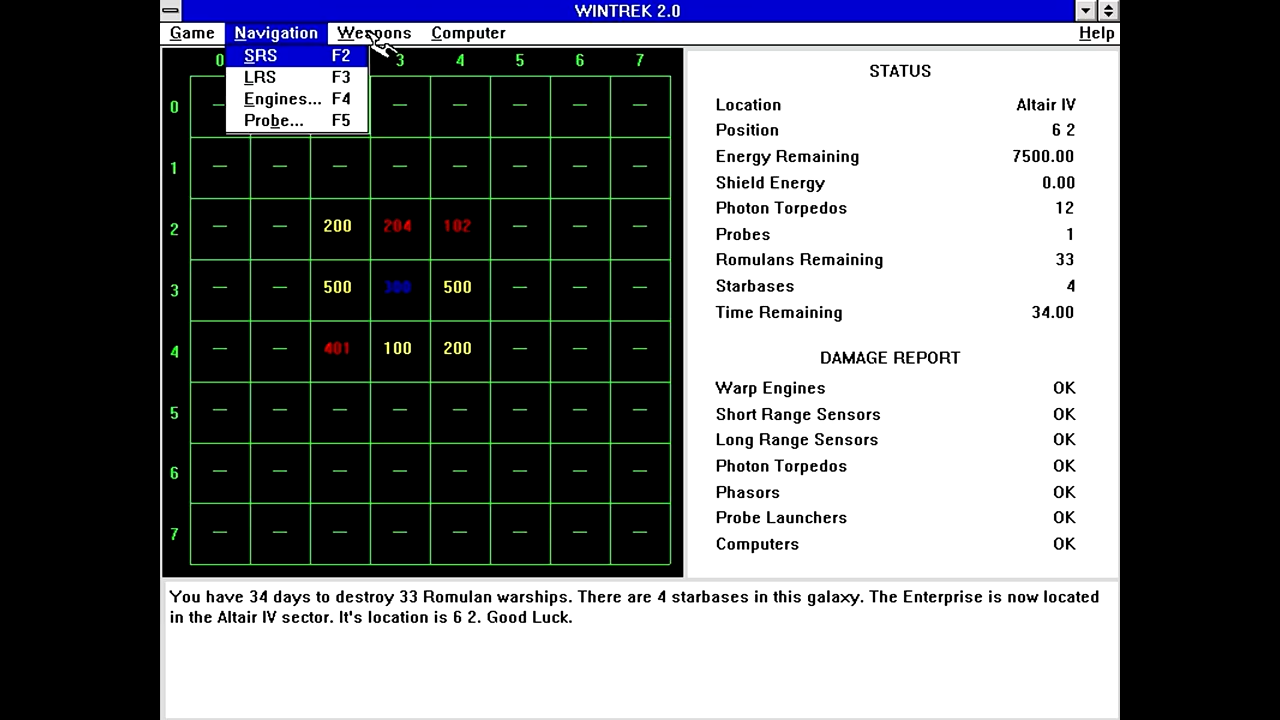 WINTREK 2.0
Game Navigation Weapons Computer Help
SRS F2
LRS F3
Engines... F4
Probe... F5
0 3 4 5 6 7
0 — — — — — —
1 — — — — — — — —
2 — — 200 204 102 — — —
3 — — 500 300 500 — — —
4 — — 401 100 200 — — —
5 — — — — — — — —
6 — — — — — — — —
7 — — — — — — — —
STATUS
Location Altair IV
Position 6 2
Energy Remaining 7500.00
Shield Energy 0.00
Photon Torpedos 12
Probes 1
Romulans Remaining 33
Starbases 4
Time Remaining 34.00
DAMAGE REPORT
Warp Engines OK
Short Range Sensors OK
Long Range Sensors OK
Photon Torpedos OK
Phasors OK
Probe Launchers OK
Computers OK
You have 34 days to destroy 33 Romulan warships. There are 4 starbases in this galaxy. The Enterprise is now located
in the Altair IV sector. It's location is 6 2. Good Luck.